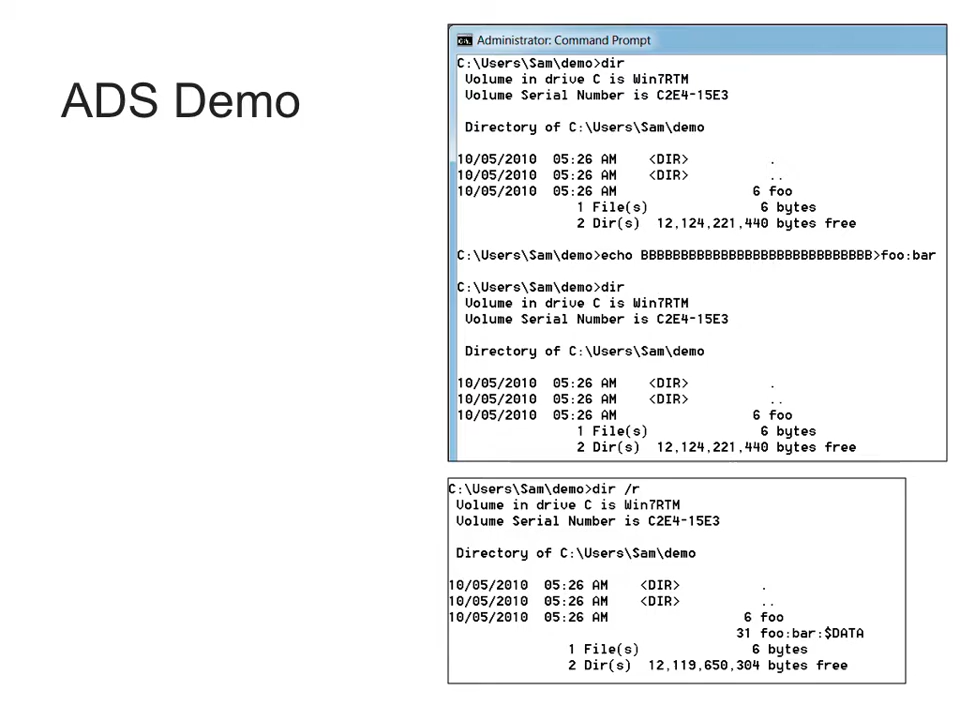 ADS Demo
Administrator: Command Prompt
C:\Users\Sam\demo>dir
Volume in drive C is Win7RTM
Volume Serial Number is C2E4-15E3
Directory of C:\Users\Sam\demo
10/05/2010  05:26 AM    <DIR>          .
10/05/2010  05:26 AM    <DIR>          ..
10/05/2010  05:26 AM                 6 foo
1 File(s)              6 bytes
2 Dir(s)  12,124,221,440 bytes free
C:\Users\Sam\demo>echo BBBBBBBBBBBBBBBBBBBBBBBBBBBBB>foo:bar
C:\Users\Sam\demo>dir
Volume in drive C is Win7RTM
Volume Serial Number is C2E4-15E3
Directory of C:\Users\Sam\demo
10/05/2010  05:26 AM    <DIR>          .
10/05/2010  05:26 AM    <DIR>          ..
10/05/2010  05:26 AM                 6 foo
1 File(s)              6 bytes
2 Dir(s)  12,124,221,440 bytes free
C:\Users\Sam\demo>dir /r
Volume in drive C is Win7RTM
Volume Serial Number is C2E4-15E3
Directory of C:\Users\Sam\demo
10/05/2010  05:26 AM    <DIR>          .
10/05/2010  05:26 AM    <DIR>          ..
10/05/2010  05:26 AM                 6 foo
31 foo:bar:$DATA
1 File(s)              6 bytes
2 Dir(s)  12,119,650,304 bytes free